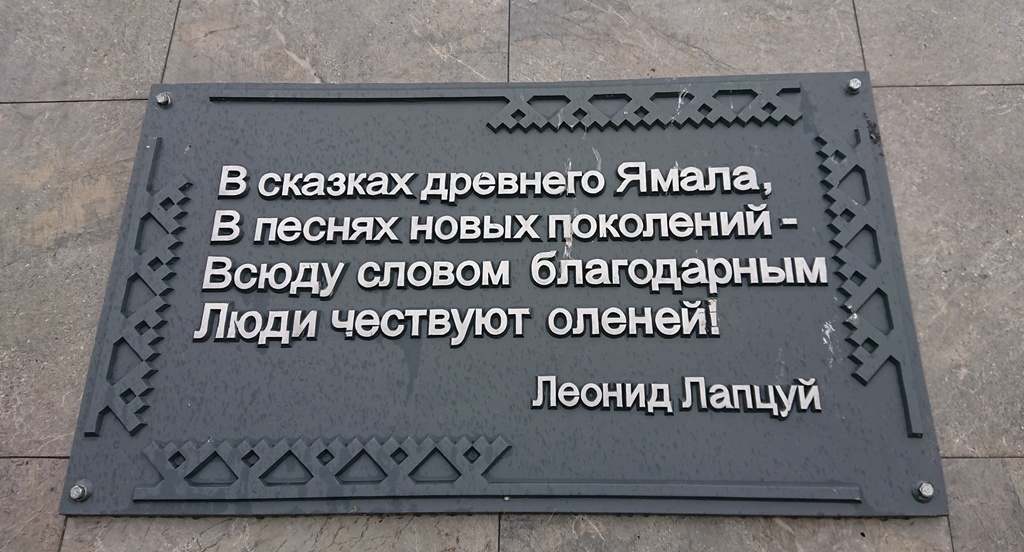 В сказках древнего Ямала,
В песнях новых поколений -
Всюду словом благодарным
Люди чествуют оленей!
Леонид Лапцуй